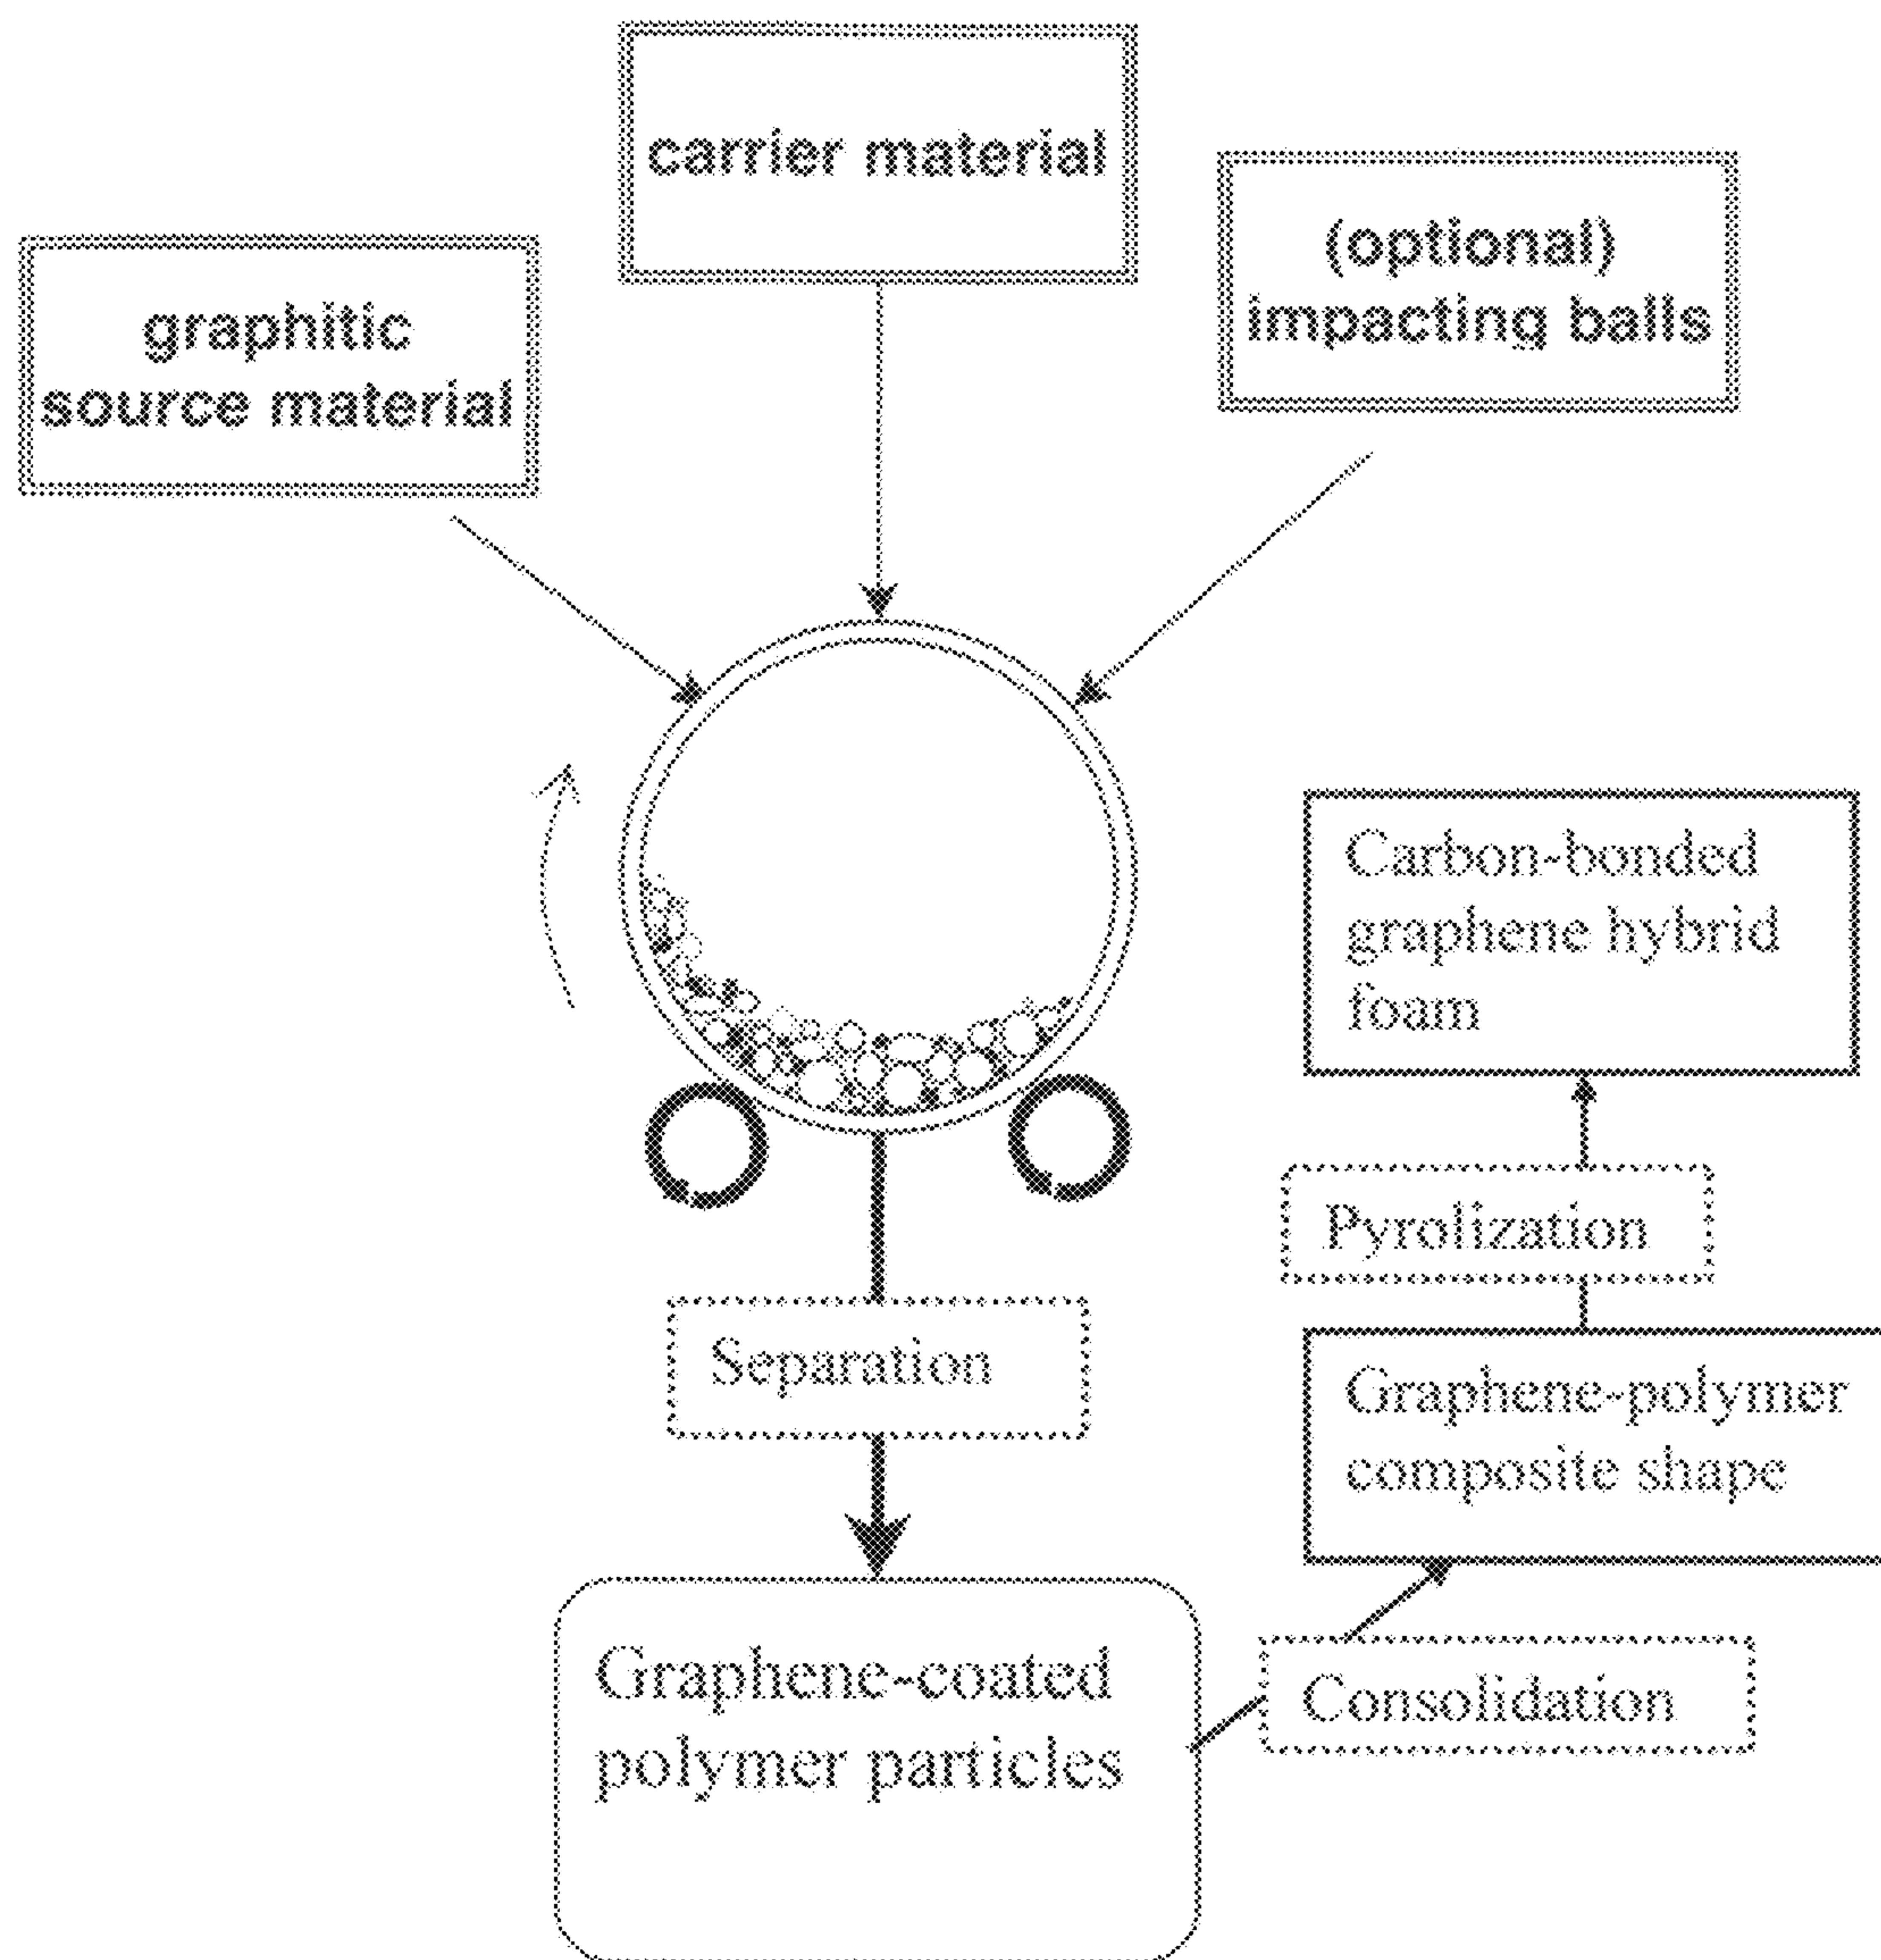 carrier material
(optional)
impacting balls
graphitic
source material
Carbon-bonded
graphene hybrid
foam
Pyrolization
Separation
Graphene-polymer
composite shape
Graphene-coated
polymer particles
Consolidation